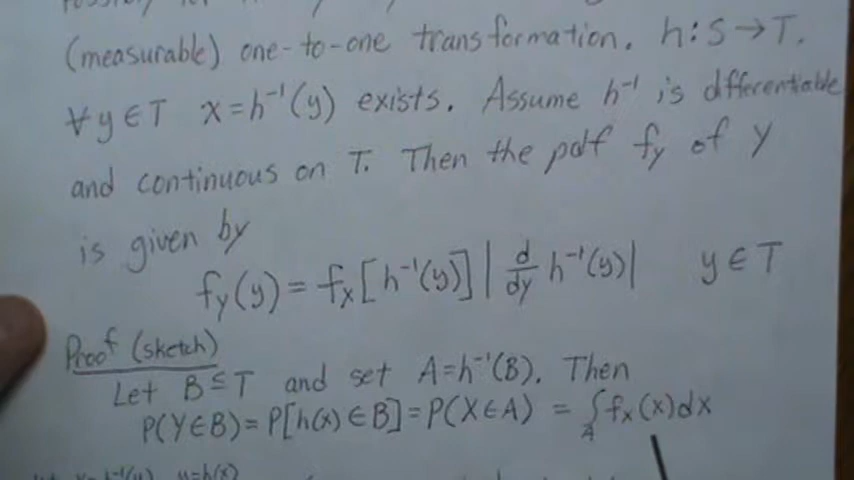 (measurable) one-to-one transformation. h: S → T.
∀ y ∈ T x = h⁻¹(y) exists. Assume h⁻¹ is differentiable
and continuous on T. Then the pdf f_y of Y
is given by
f_y(y) = f_x[h⁻¹(y)] | d/dy h⁻¹(y) | y ∈ T
Proof (sketch)
Let B ⊆ T and set A = h⁻¹(B). Then
P(Y∈B) = P[h(x) ∈ B] = P(X∈A) = ∫_A f_x(x)dx
x=h⁻¹(y) y=h(x)